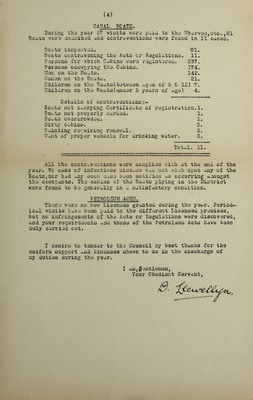 (4)
CANAL BOATS.
During the year 27 visits were paid to the Wharves,etc.,81
Boats were examined and contraventions were found in 11 cases.
Boats inspected. 81.
Boats contravening the Acts or Regulations. 11.
Persons for which Cabins were registered. 237.
Persons occupying the Cabins. 174.
Men on the Boats. 142.
Women on the Boats. 21.
Children on the Boats(between ages of 5 & 12) 7.
Children on the Boats(under 5 years of age) 4.
Details of contraventions:-
Boats not carrying Certificate of registration.1.
Boats not properly marked. 1.
Boats overcrowded. 1.
Dirty cabins. 2.
Painting requiring renewal. 3.
Want of proper vessels for drinking water. 3.
Total. 11.
All the contraventions were complied with at the end of the
year. No case of infectious disease was met with upon any of the
Boats,nor had any such case been notified as occurring amongst
the occupants. The cabins of the Boats plying in the District
were found to be generally in a satisfactory condition.
PETROLEUM ACTS.
There were no new licenses granted during the year. Period-
ical visits have been paid to the different licensed premises,
but no infringements of the Acts or Regulations were discovered,
and your requirements and those of the Petroleum Acts have been
duly carried out.
I desire to tender to the Council my best thanks for the
uniform support and kindness shown to me in the discharge of
my duties during the year.
I am,Gentlemen,
Your Obedient Servant,
D. Llewellyn.